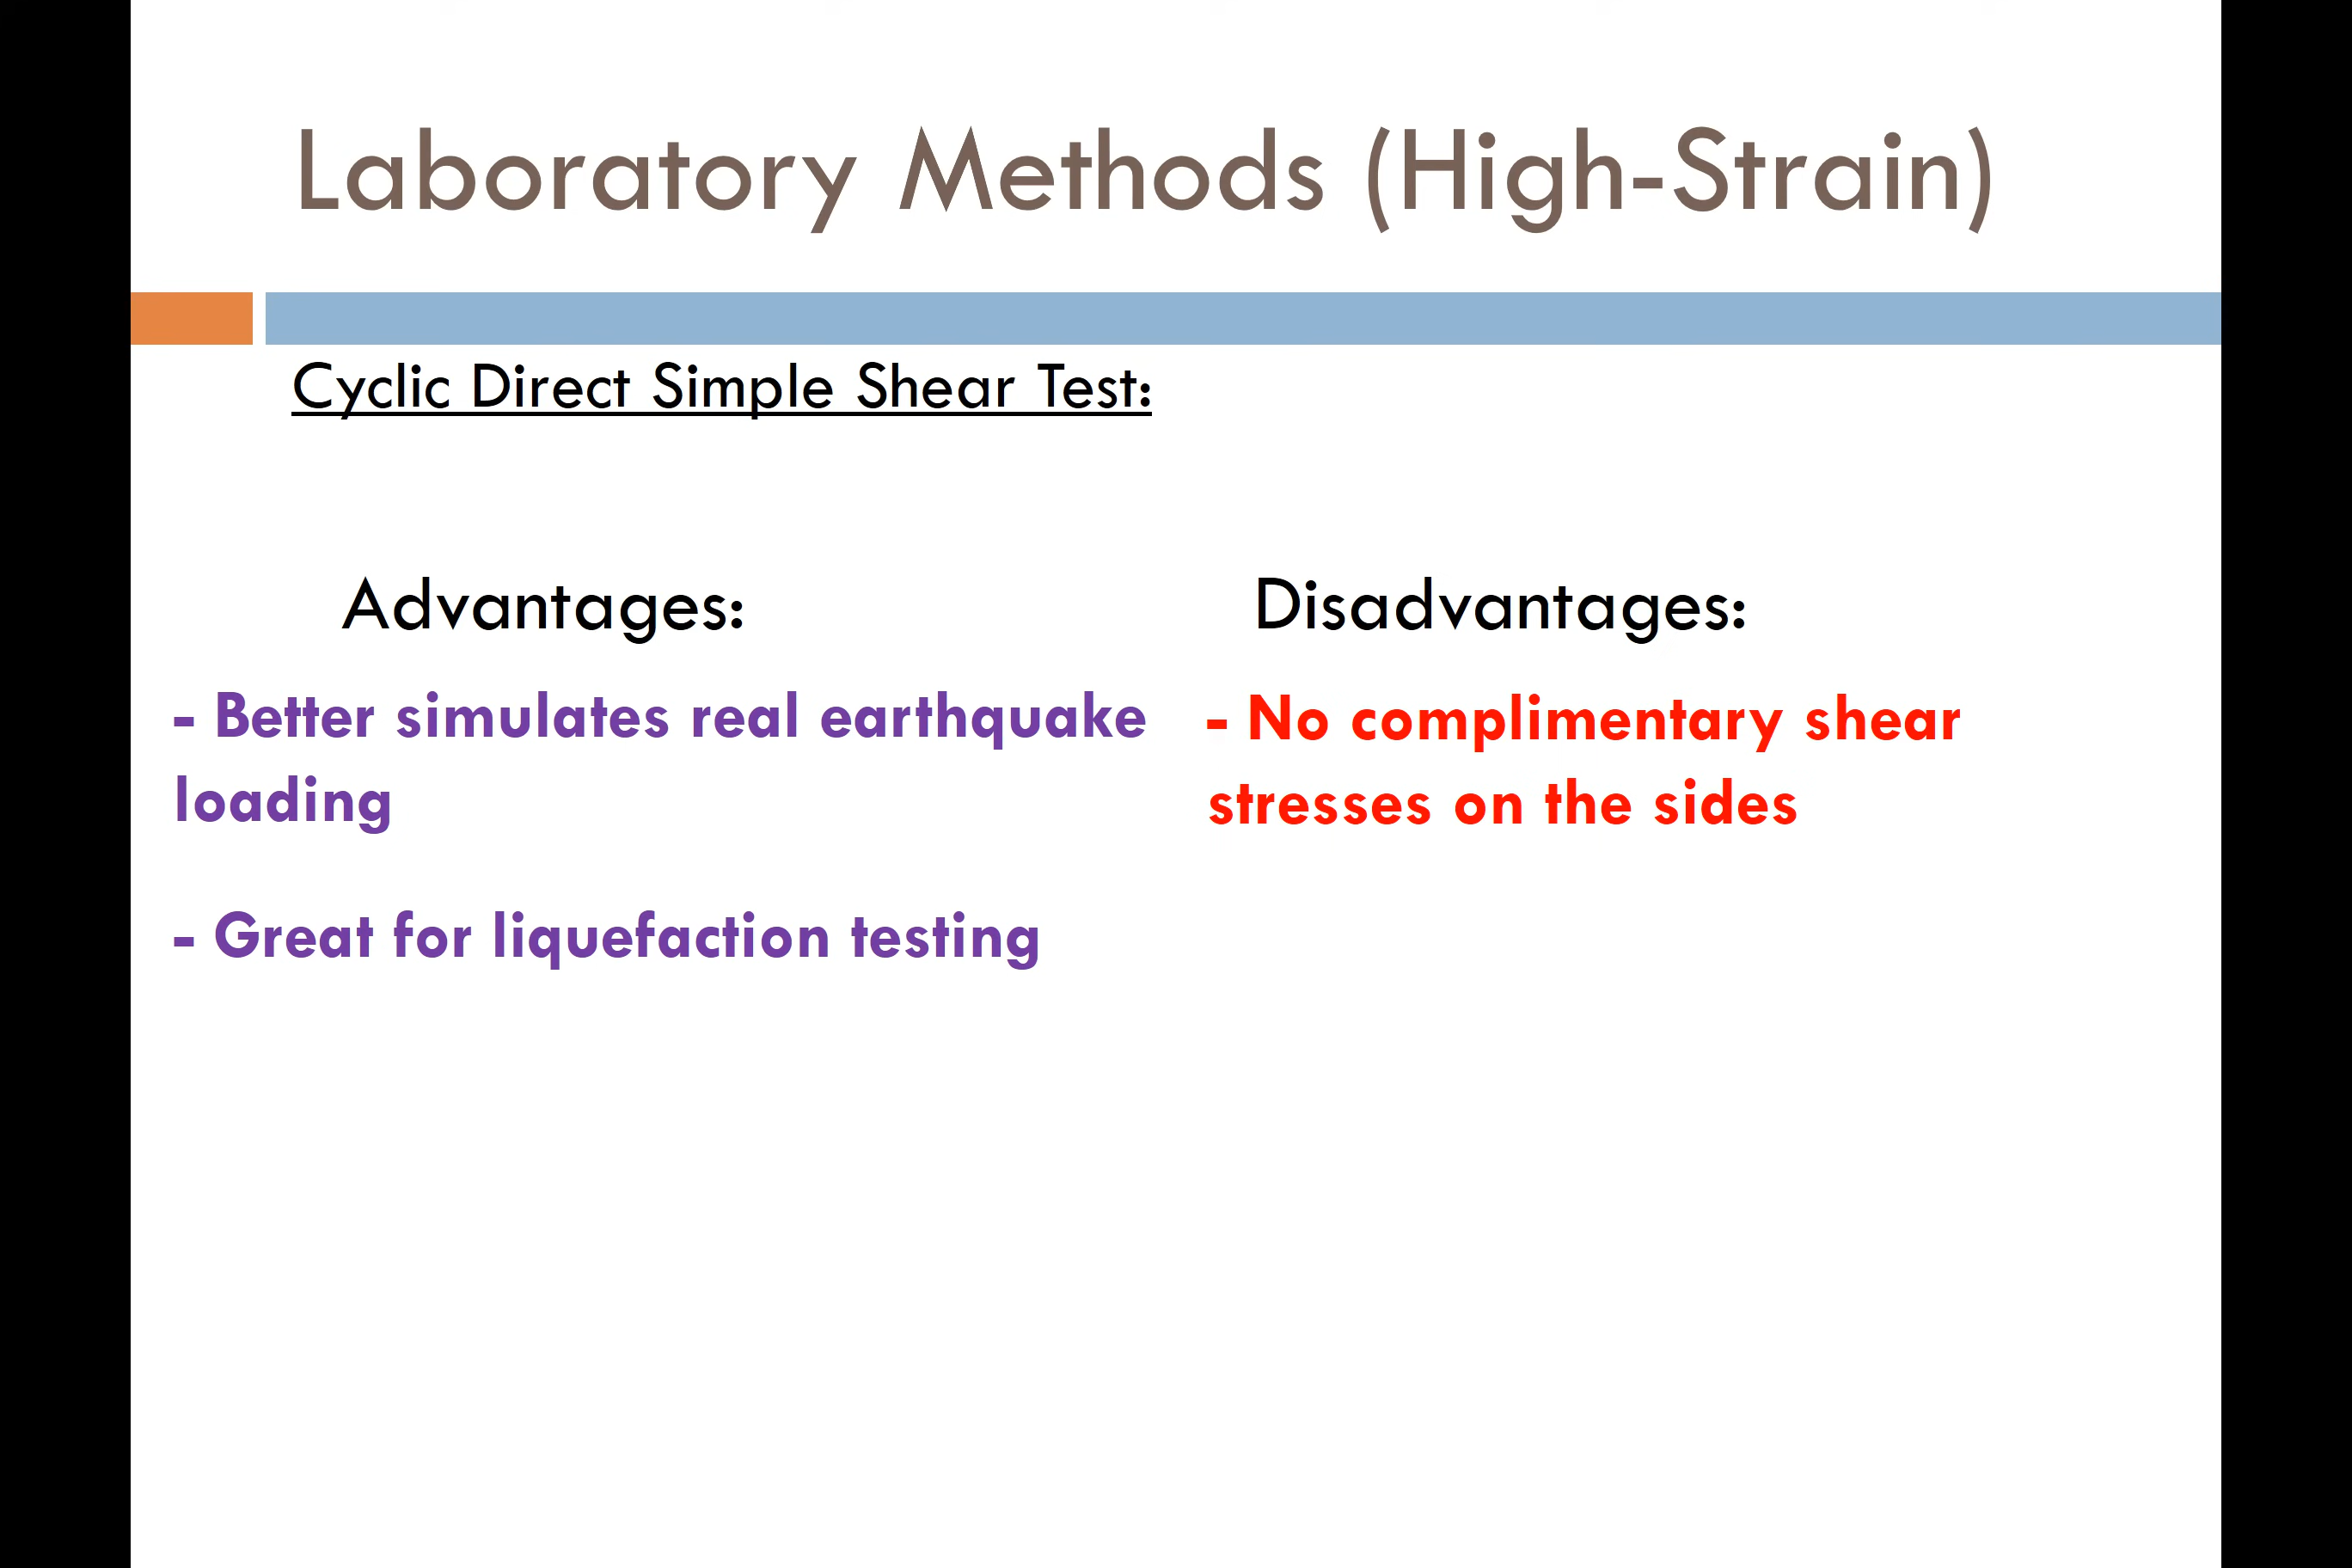 Laboratory Methods (High-Strain)
Cyclic Direct Simple Shear Test:
Advantages:
- Better simulates real earthquake
loading
- Great for liquefaction testing
Disadvantages:
- No complimentary shear
stresses on the sides